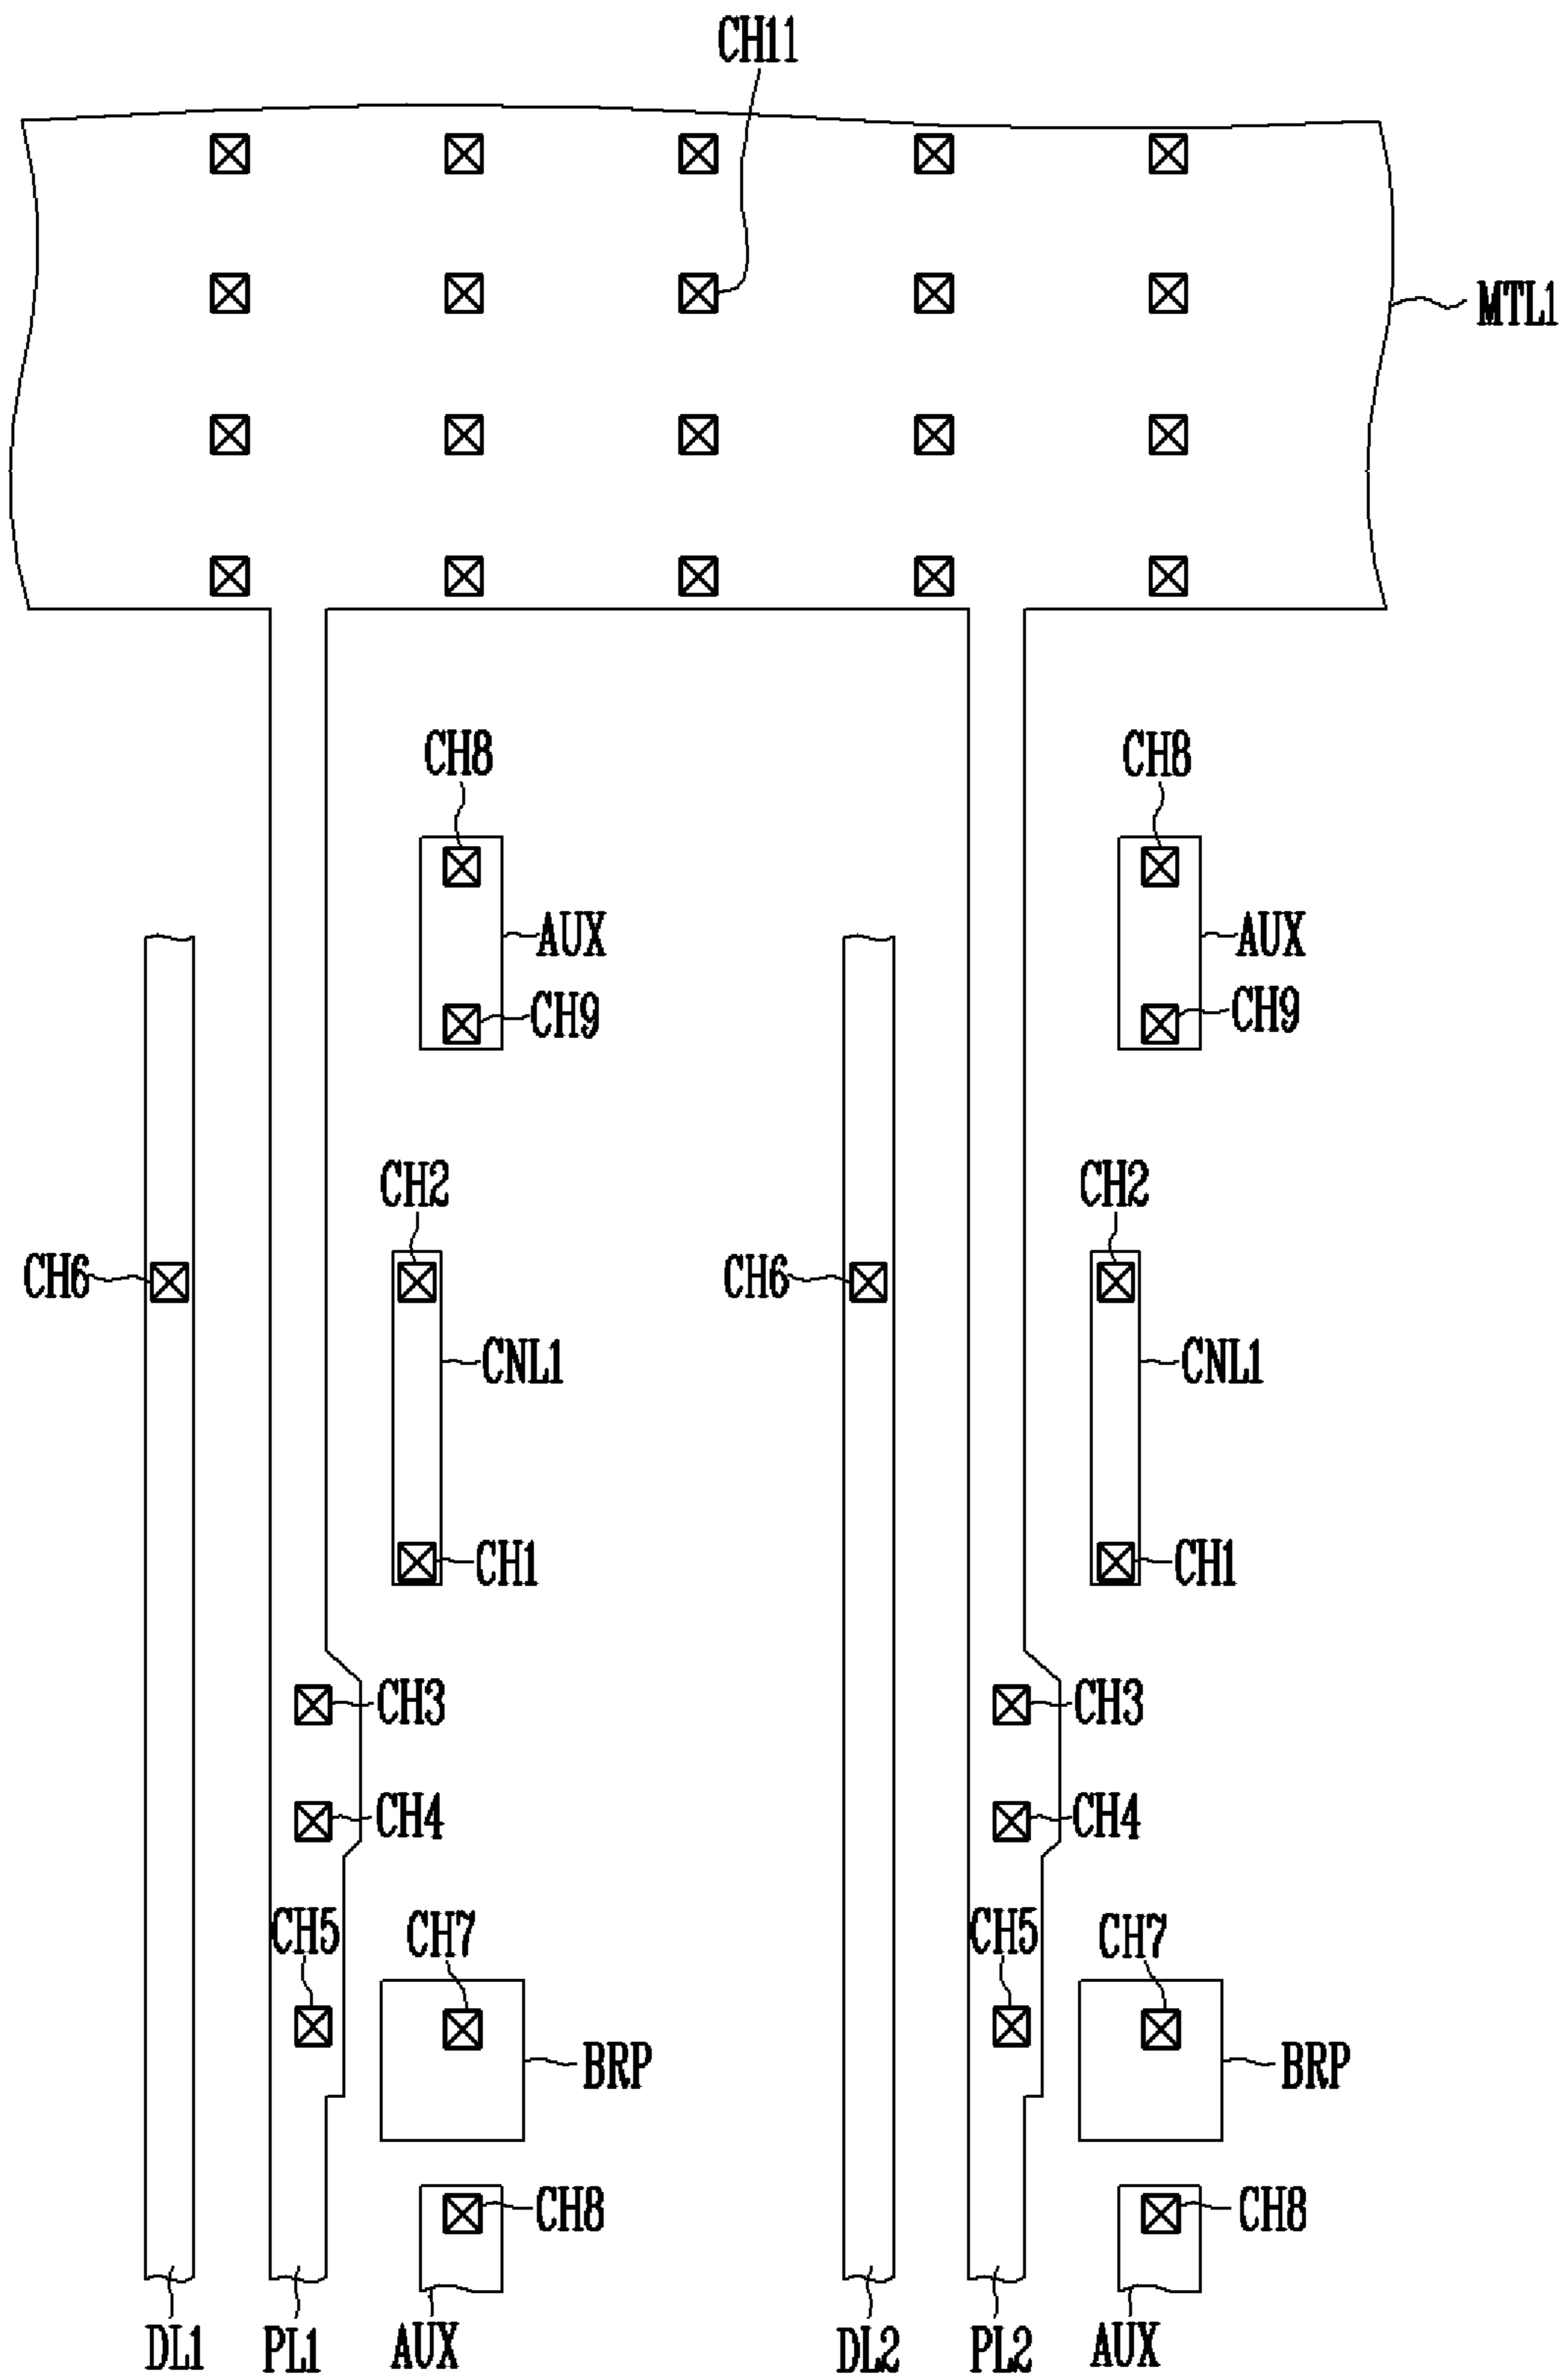 CH11
MTL1
CH8 CH8
AUX AUX
CH9 CH9
CH2 CH2
CH6 CH6
CNL1 CNL1
CH1 CH1
CH3 CH3
CH4 CH4
CH5 CH7 CH5 CH7
BRP BRP
CH8 CH8
DL1 PL1 AUX DL2 PL2 AUX